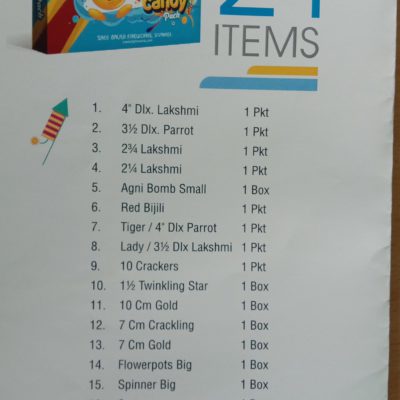 Candy
Pack
21
ITEMS
1. 4" Dlx. Lakshmi 1 Pkt
2. 3½ Dlx. Parrot 1 Pkt
3. 2¾ Lakshmi 1 Pkt
4. 2¼ Lakshmi 1 Pkt
5. Agni Bomb Small 1 Box
6. Red Bijili 1 Pkt
7. Tiger / 4" Dlx Parrot 1 Pkt
8. Lady / 3½ Dlx Lakshmi 1 Pkt
9. 10 Crackers 1 Pkt
10. 1½ Twinkling Star 1 Box
11. 10 Cm Gold 1 Box
12. 7 Cm Crackling 1 Box
13. 7 Cm Gold 1 Box
14. Flowerpots Big 1 Box
15. Spinner Big 1 Box